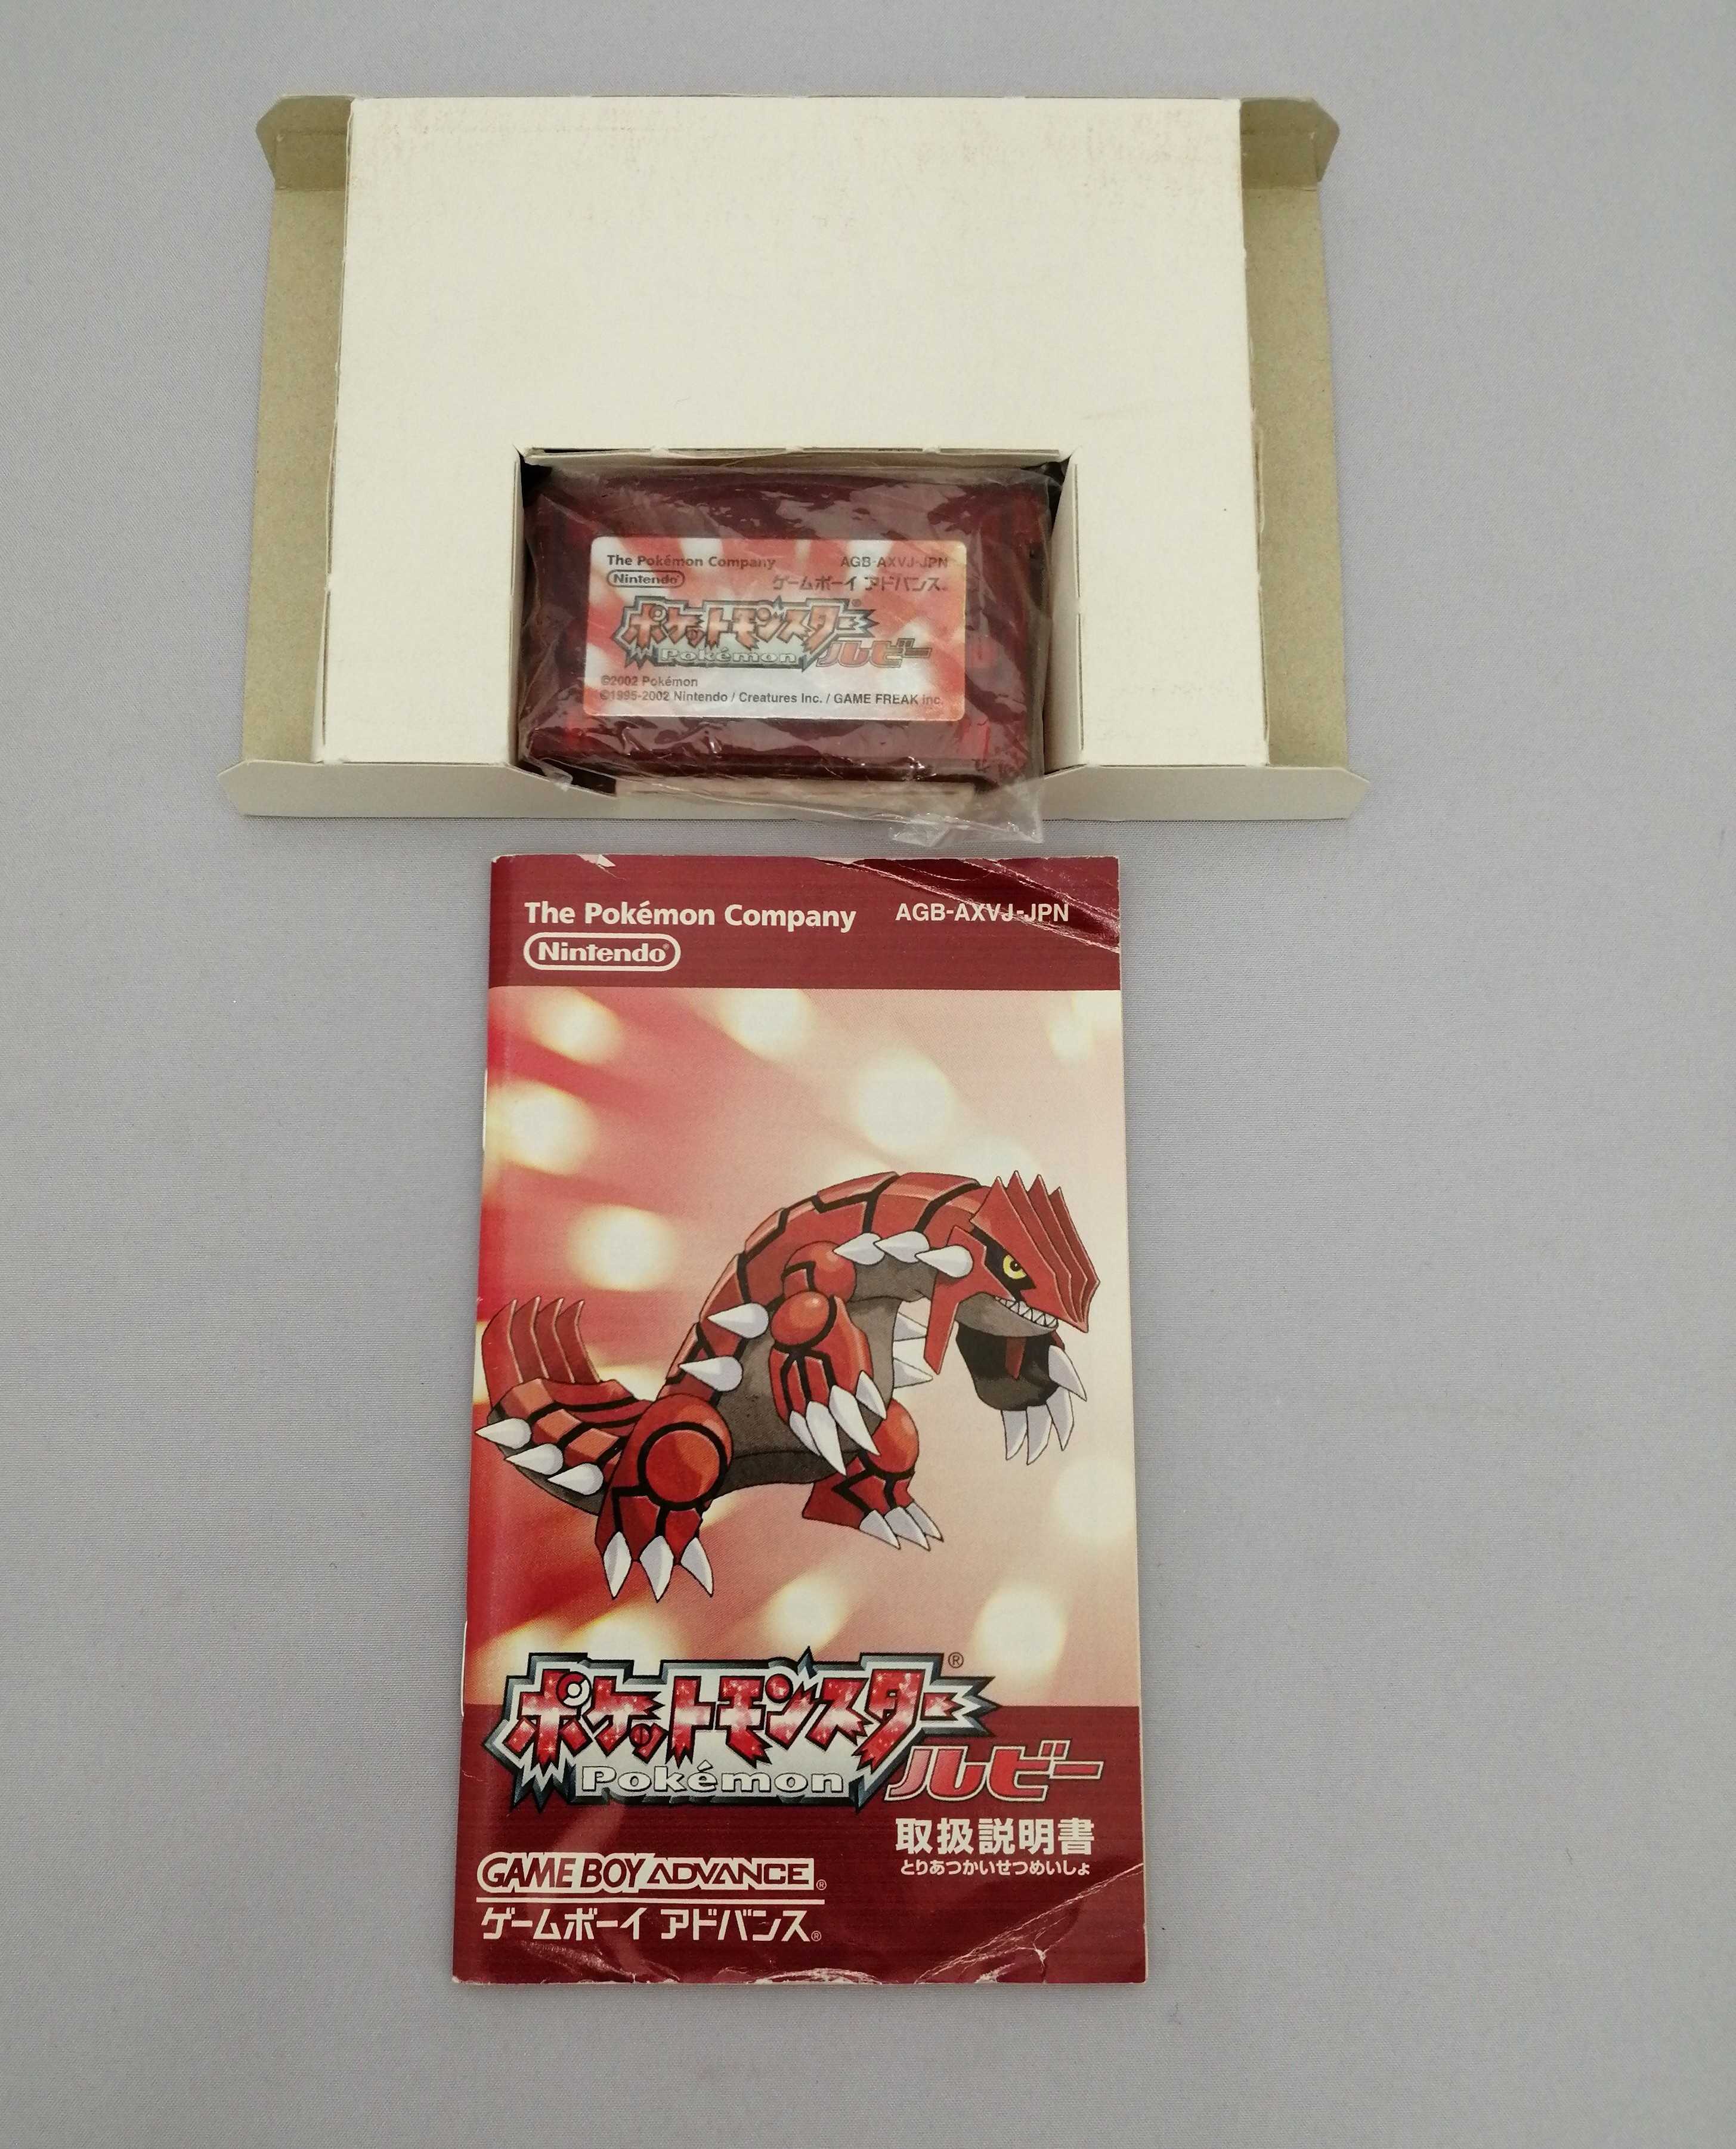 The Pokémon Company AGB-AXVJ-JPN
Nintendo ゲームボーイ アドバンス
ポケットモンスター
Pokémon ルビー
©2002 Pokémon
©1995-2002 Nintendo / Creatures Inc. / GAME FREAK inc.
The Pokémon Company AGB-AXVJ-JPN
Nintendo®
ポケットモンスター®
Pokémon ルビー
取扱説明書
とりあつかいせつめいしょ
GAME BOY ADVANCE®
ゲームボーイ アドバンス®